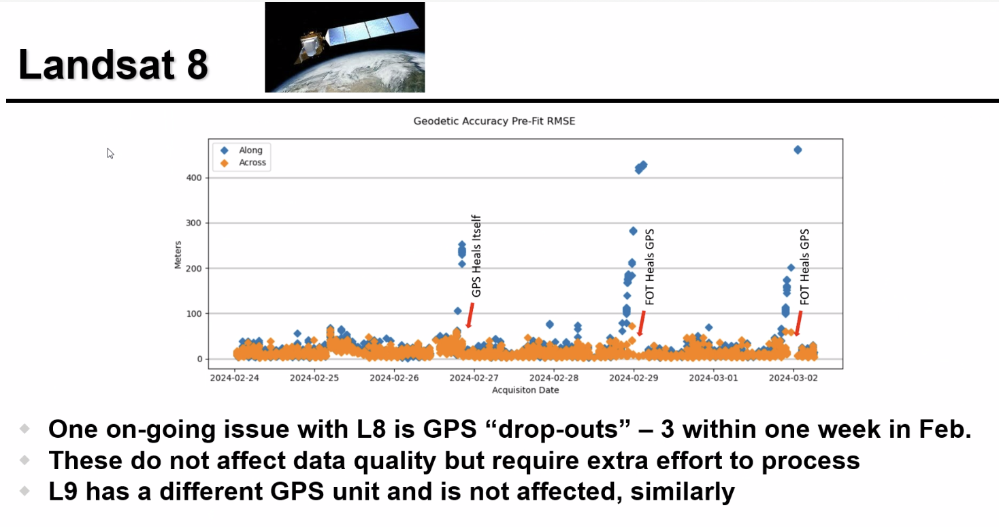 Landsat 8
Geodetic Accuracy Pre-Fit RMSE
Along
Across
Meters
400
300
200
100
0
GPS Heals Itself
FOT Heals GPS
FOT Heals GPS
2024-02-24 2024-02-25 2024-02-26 2024-02-27 2024-02-28 2024-02-29 2024-03-01 2024-03-02
Acquisiton Date
One on-going issue with L8 is GPS “drop-outs” – 3 within one week in Feb.
These do not affect data quality but require extra effort to process
L9 has a different GPS unit and is not affected, similarly